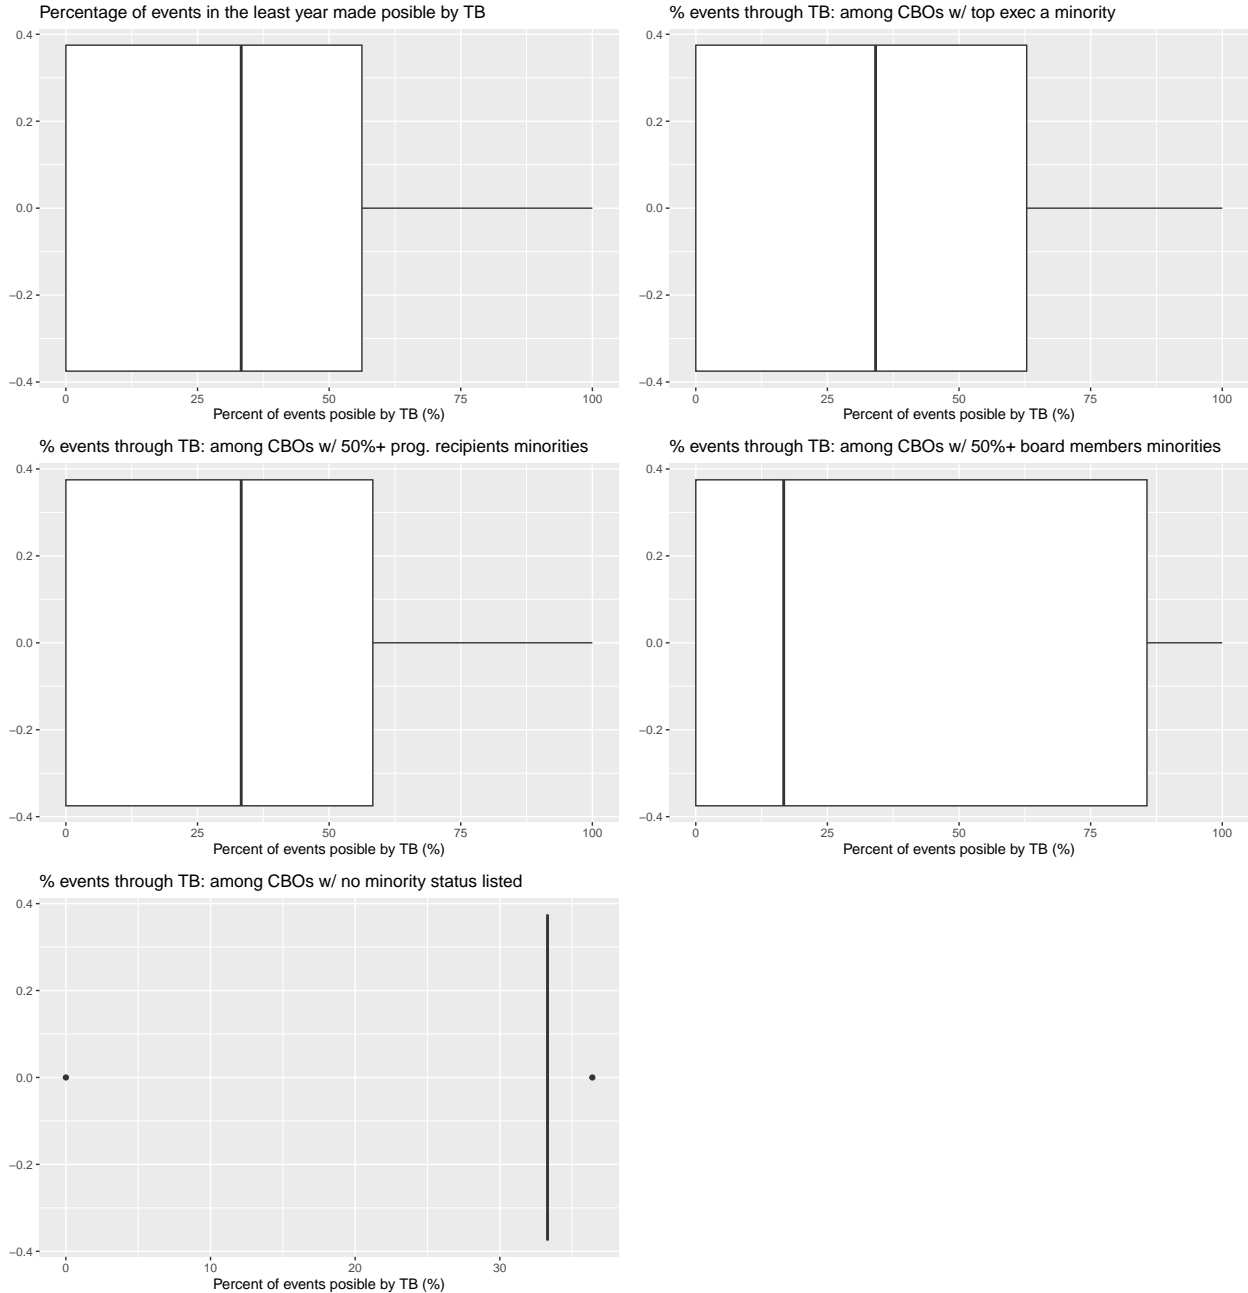 Percentage of events in the least year made posible by TB
0.4
0.2
0.0
−0.2
−0.4
0 25 50 75 100
Percent of events posible by TB (%)
% events through TB: among CBOs w/ top exec a minority
0.4
0.2
0.0
−0.2
−0.4
0 25 50 75 100
Percent of events posible by TB (%)
% events through TB: among CBOs w/ 50%+ prog. recipients minorities
0.4
0.2
0.0
−0.2
−0.4
0 25 50 75 100
Percent of events posible by TB (%)
% events through TB: among CBOs w/ 50%+ board members minorities
0.4
0.2
0.0
−0.2
−0.4
0 25 50 75 100
Percent of events posible by TB (%)
% events through TB: among CBOs w/ no minority status listed
0.4
0.2
0.0
−0.2
−0.4
0 10 20 30
Percent of events posible by TB (%)